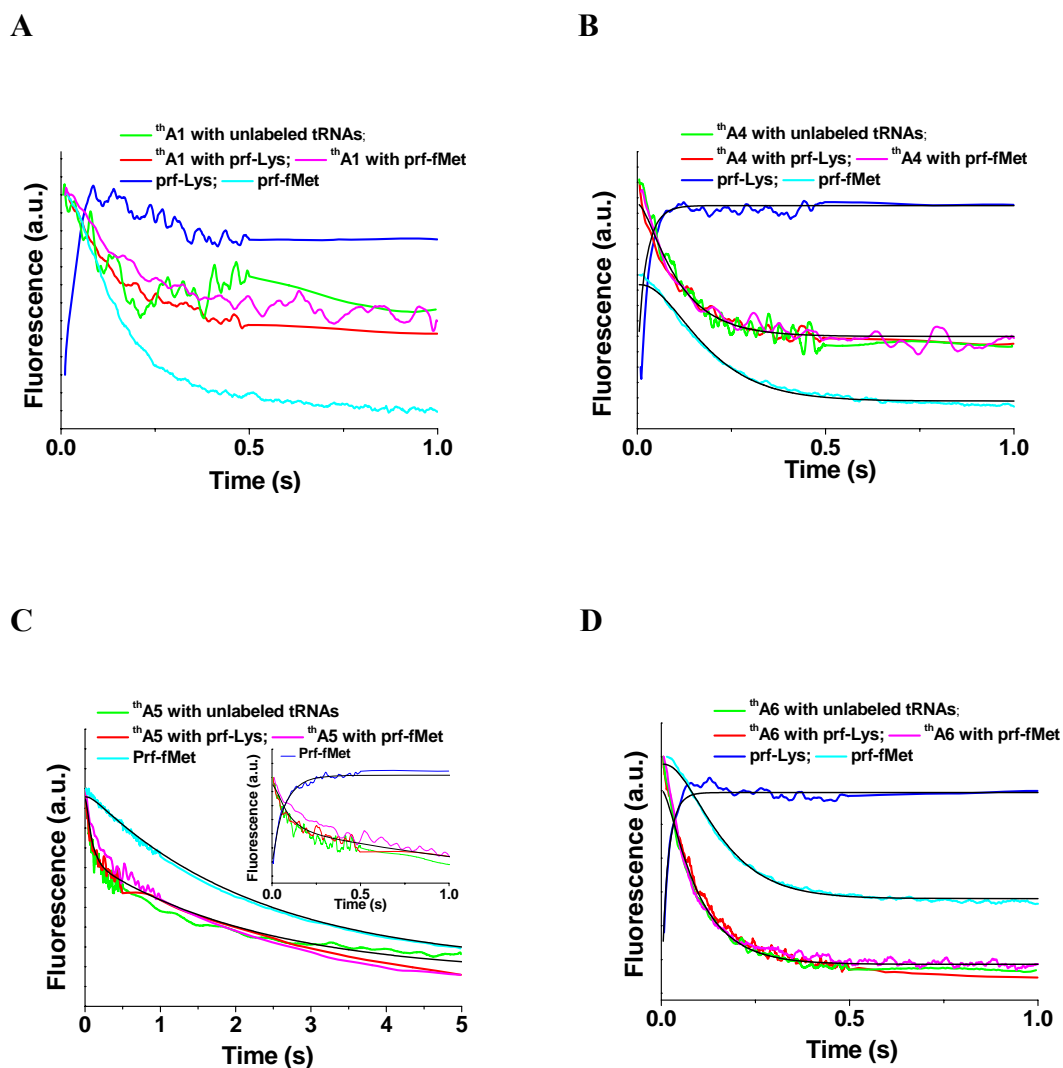 A
B
thA1 with unlabeled tRNAs;
thA1 with prf-Lys; thA1 with prf-fMet
prf-Lys; prf-fMet
Fluorescence (a.u.)
0.0 0.5 1.0
Time (s)
thA4 with unlabeled tRNAs;
thA4 with prf-Lys; thA4 with prf-fMet
prf-Lys; prf-fMet
Fluorescence (a.u.)
0.0 0.5 1.0
Time (s)
C
D
thA5 with unlabeled tRNAs
thA5 with prf-Lys; thA5 with prf-fMet
Prf-fMet
Fluorescence (a.u.)
0 1 2 3 4 5
Time (s)
Prf-fMet
Fluorescence (a.u.)
0.0 0.5 1.0
Time (s)
thA6 with unlabeled tRNAs;
thA6 with prf-Lys; thA6 with prf-fMet
prf-Lys; prf-fMet
Fluorescence (a.u.)
0.0 0.5 1.0
Time (s)